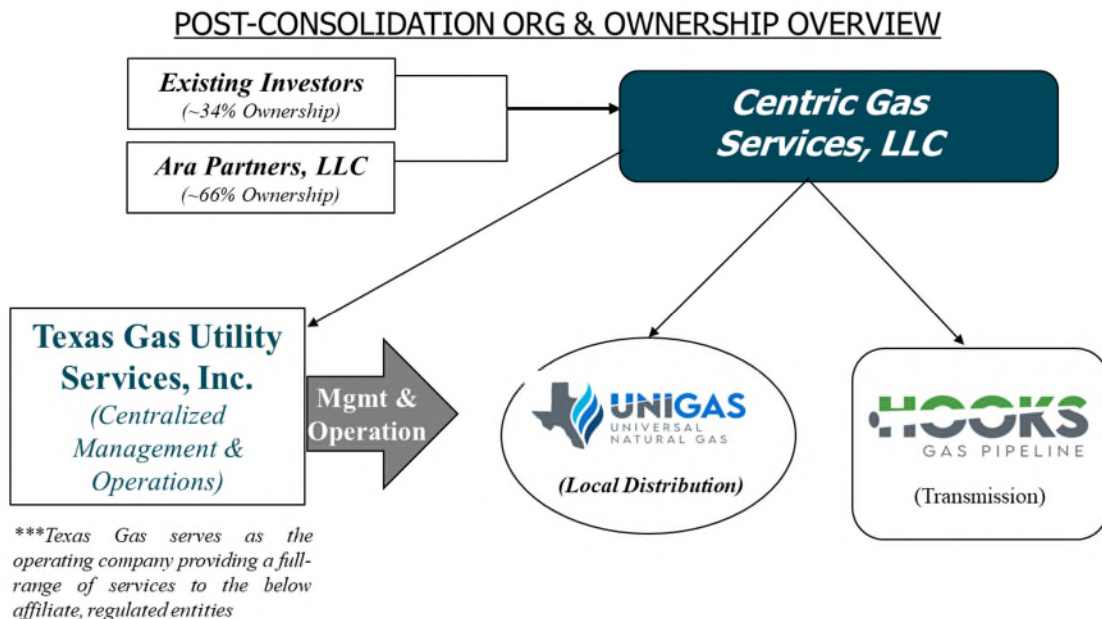 POST-CONSOLIDATION ORG & OWNERSHIP OVERVIEW
Existing Investors
(~34% Ownership)
Ara Partners, LLC
(~66% Ownership)
Centric Gas
Services, LLC
Texas Gas Utility
Services, Inc.
(Centralized
Management &
Operations)
Mgmt &
Operation
UNIGAS
UNIVERSAL
NATURAL GAS
(Local Distribution)
HOOKS
GAS PIPELINE
(Transmission)
***Texas Gas serves as the
operating company providing a full-
range of services to the below
affiliate, regulated entities